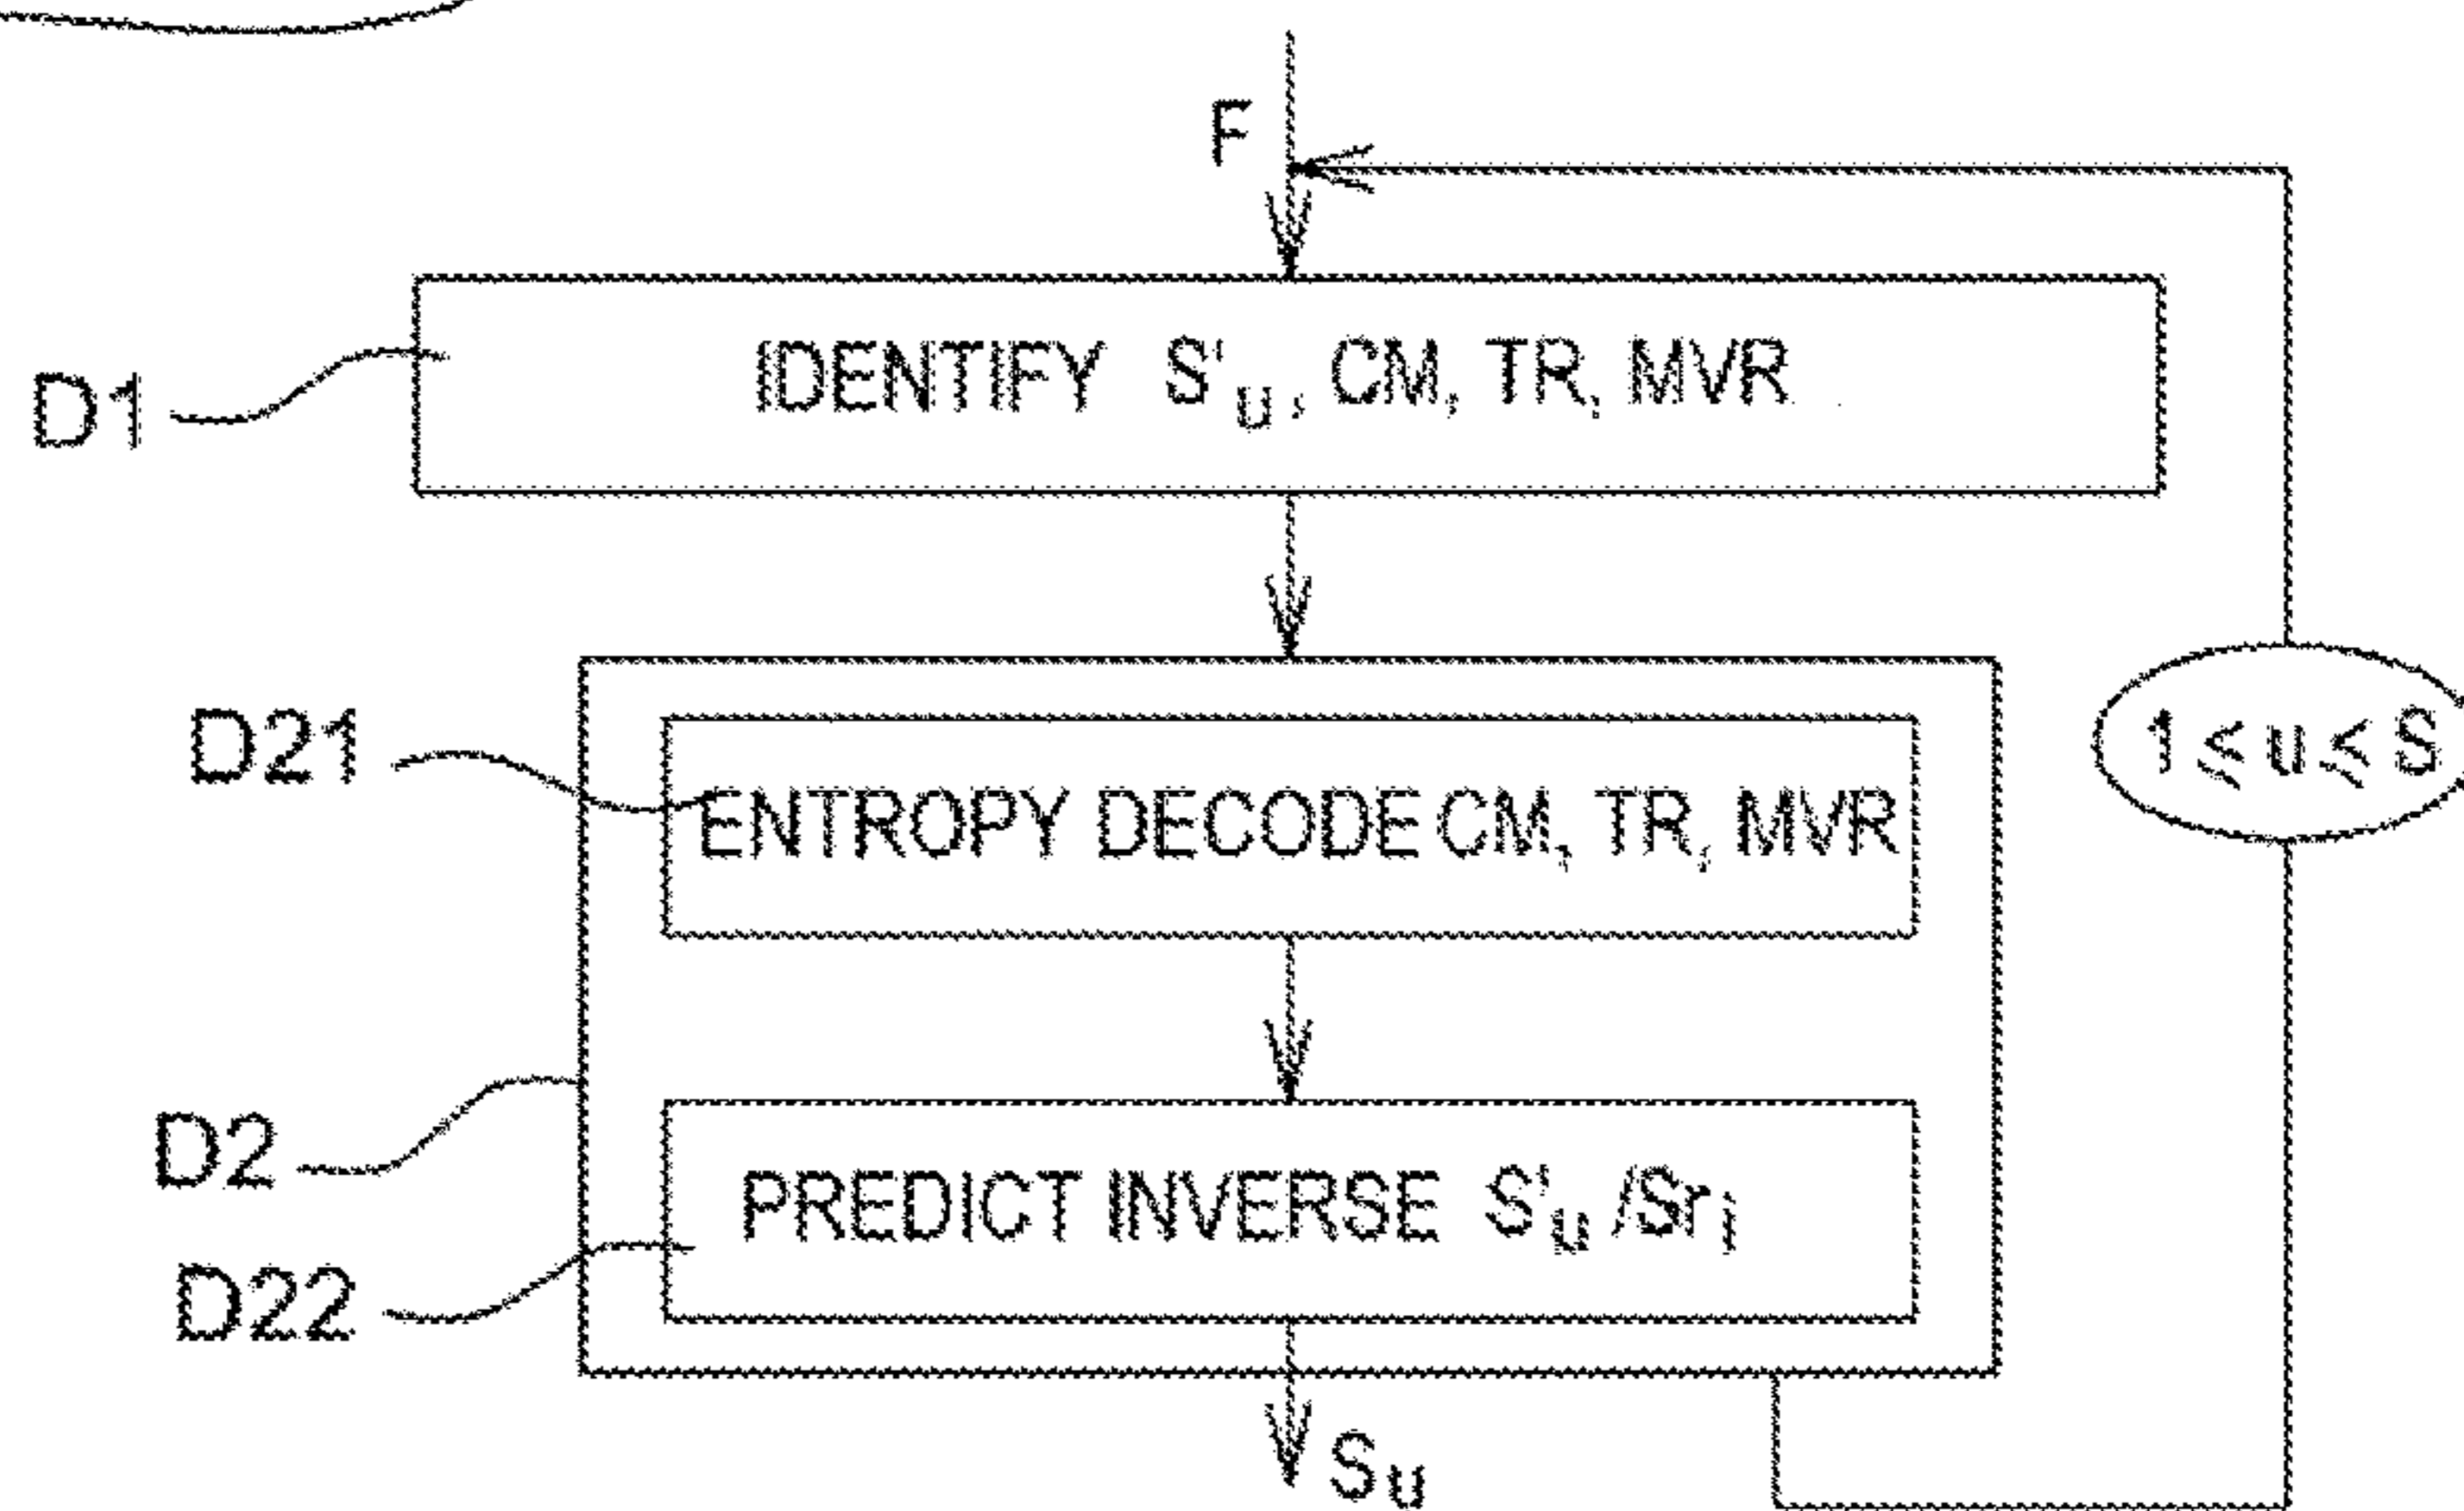 F
IDENTIFY S'u, CM, TR, MVR
D1
D21
ENTROPY DECODE CM, TR, MVR
1 ≤ u ≤ S
D2
PREDICT INVERSE S'u /Sri
D22
Su